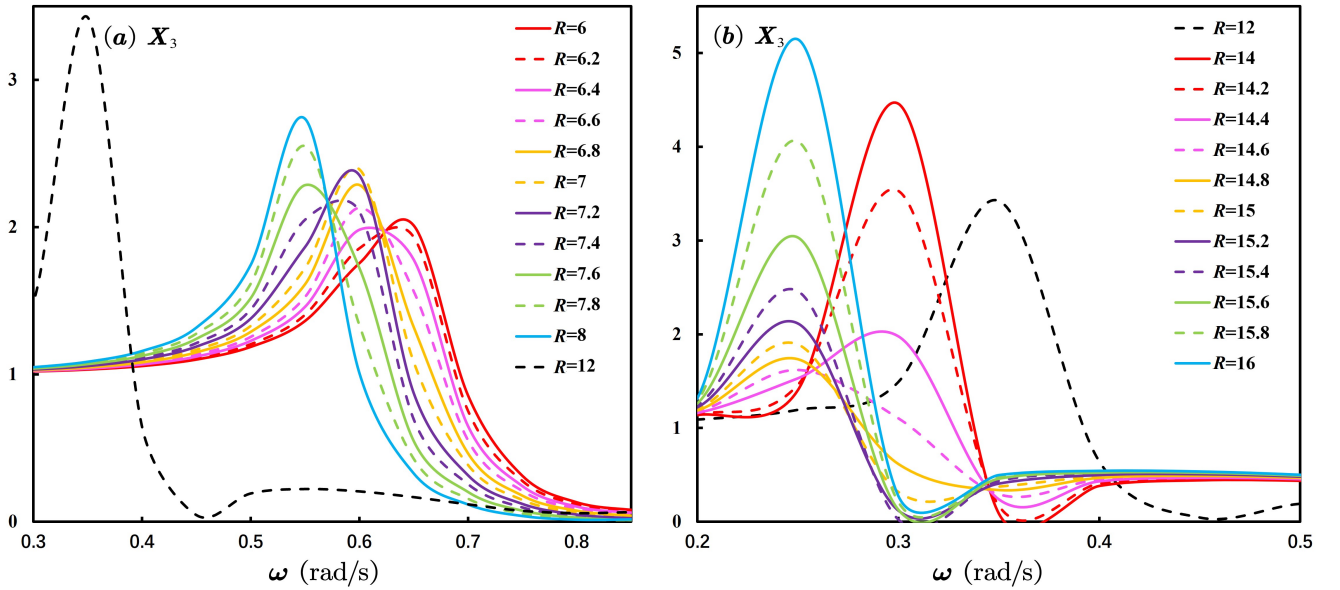 (a) X₃
R=6
R=6.2
R=6.4
R=6.6
R=6.8
R=7
R=7.2
R=7.4
R=7.6
R=7.8
R=8
R=12
3
2
1
0
0.3 0.4 0.5 0.6 0.7 0.8
ω (rad/s)
(b) X₃
R=12
R=14
R=14.2
R=14.4
R=14.6
R=14.8
R=15
R=15.2
R=15.4
R=15.6
R=15.8
R=16
5
4
3
2
1
0
0.2 0.3 0.4 0.5
ω (rad/s)